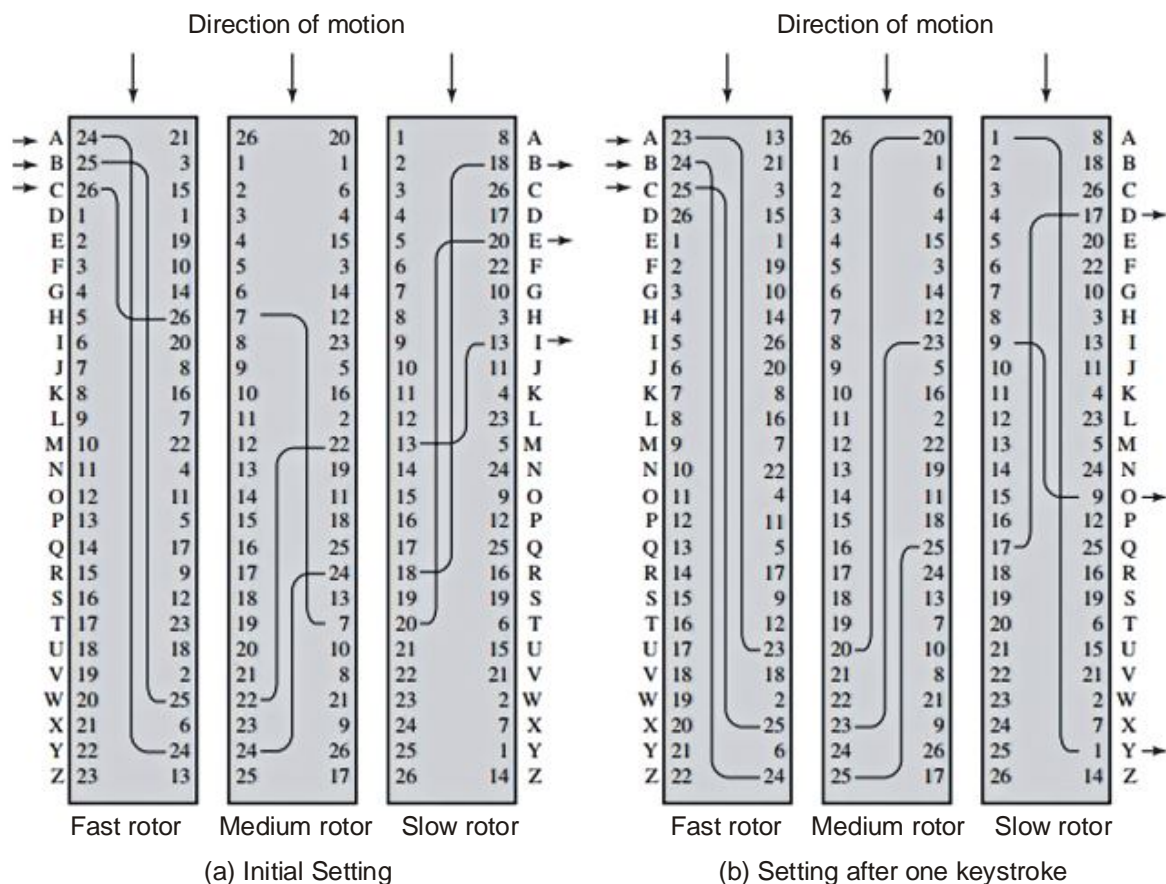 Direction of motion Direction of motion
A 24 21 26 20 1 8 A A 23 13 26 20 1 8 A
B 25 3 1 1 2 18 B B 24 21 1 1 2 18 B
C 26 15 2 6 3 26 C C 25 3 2 6 3 26 C
D 1 1 3 4 4 17 D D 26 15 3 4 4 17 D
E 2 19 4 15 5 20 E E 1 1 4 15 5 20 E
F 3 10 5 3 6 22 F F 2 19 5 3 6 22 F
G 4 14 6 14 7 10 G G 3 10 6 14 7 10 G
H 5 26 7 12 8 3 H H 4 14 7 12 8 3 H
I 6 20 8 23 9 13 I I 5 26 8 23 9 13 I
J 7 8 9 5 10 11 J J 6 20 9 5 10 11 J
K 8 16 10 16 11 4 K K 7 8 10 16 11 4 K
L 9 7 11 2 12 23 L L 8 16 11 2 12 23 L
M 10 22 12 22 13 5 M M 9 7 12 22 13 5 M
N 11 4 13 19 14 24 N N 10 22 13 19 14 24 N
O 12 11 14 11 15 9 O O 11 4 14 11 15 9 O
P 13 5 15 18 16 12 P P 12 11 15 18 16 12 P
Q 14 17 16 25 17 25 Q Q 13 5 16 25 17 25 Q
R 15 9 17 24 18 16 R R 14 17 17 24 18 16 R
S 16 12 18 13 19 19 S S 15 9 18 13 19 19 S
T 17 23 19 7 20 6 T T 16 12 19 7 20 6 T
U 18 18 20 10 21 15 U U 17 23 20 10 21 15 U
V 19 2 21 8 22 21 V V 18 18 21 8 22 21 V
W 20 25 22 21 23 2 W W 19 2 22 21 23 2 W
X 21 6 23 9 24 7 X X 20 25 23 9 24 7 X
Y 22 24 24 26 25 1 Y Y 21 6 24 26 25 1 Y
Z 23 13 25 17 26 14 Z Z 22 24 25 17 26 14 Z
Fast rotor Medium rotor Slow rotor Fast rotor Medium rotor Slow rotor
(a) Initial Setting (b) Setting after one keystroke